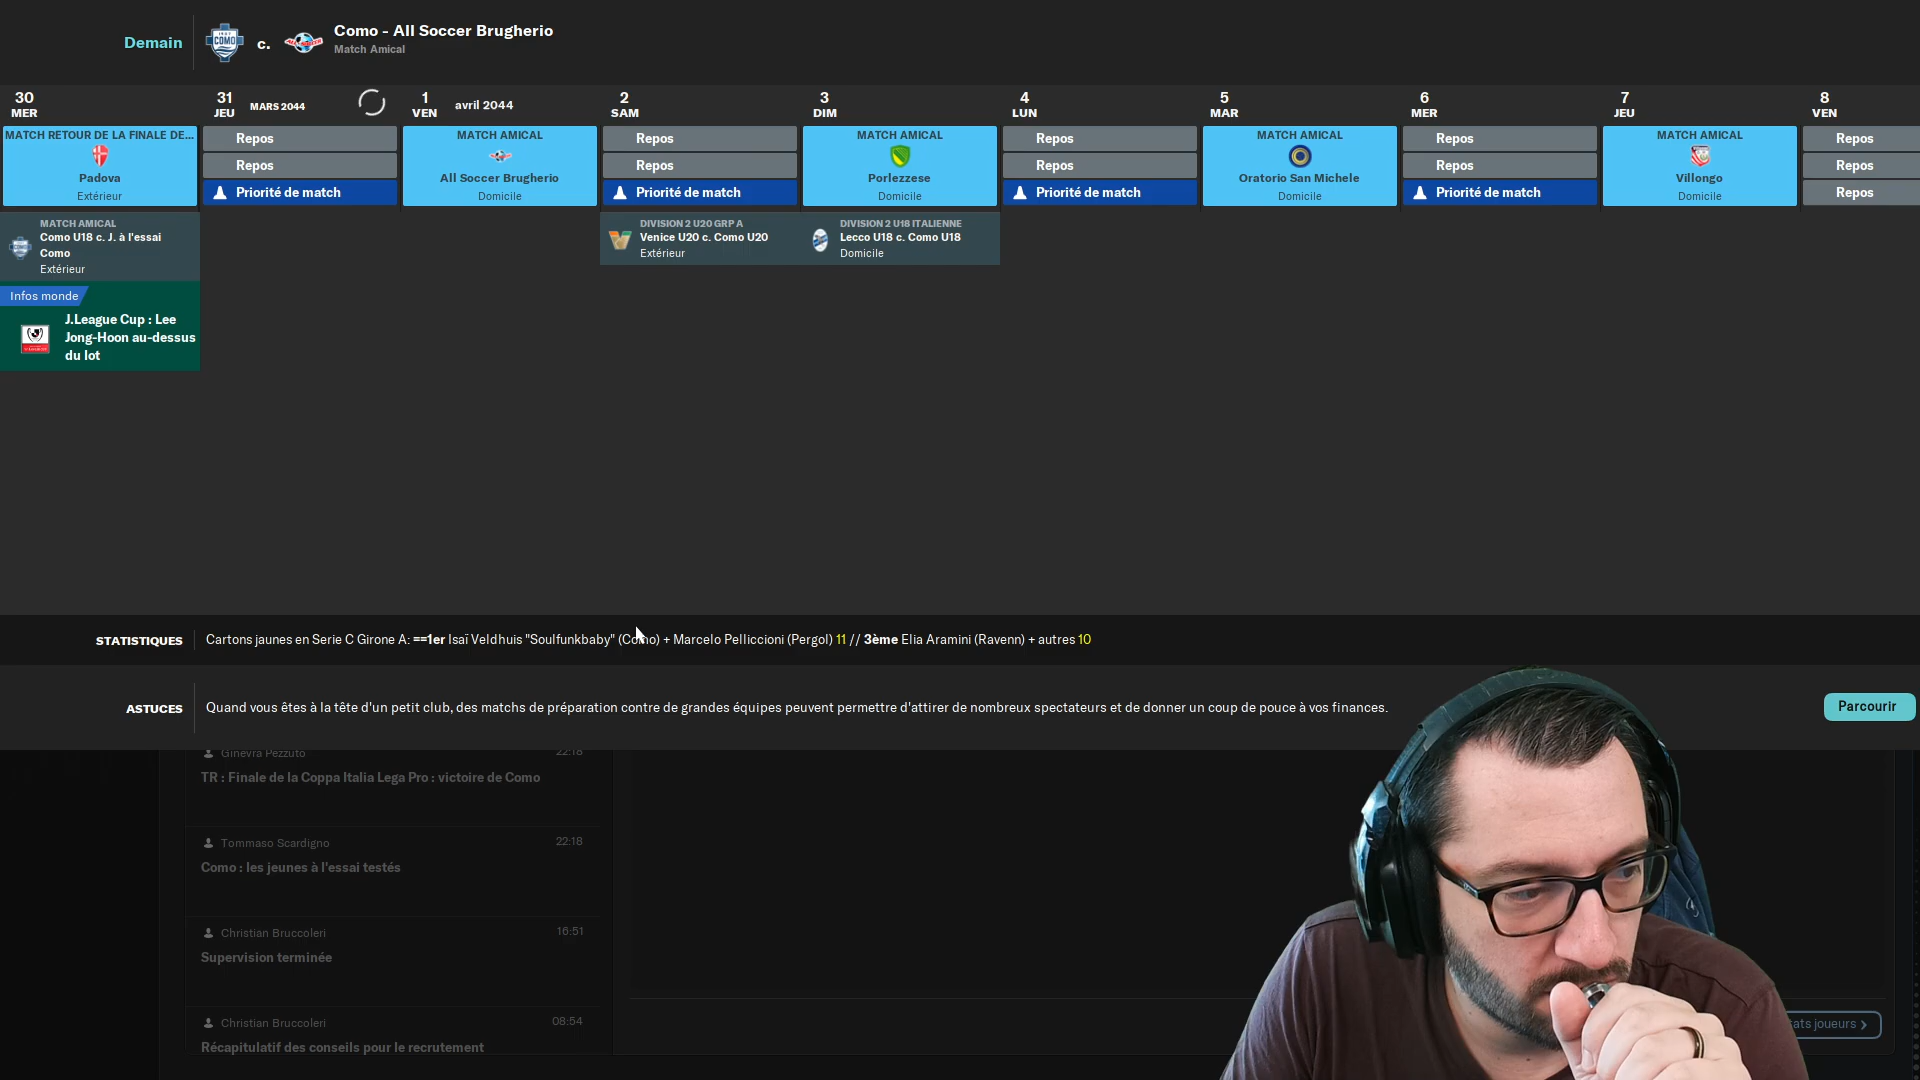 Demain
c.
Como - All Soccer Brugherio
Match Amical
30
MER
31
JEU
MARS 2044
1
VEN
avril 2044
2
SAM
3
DIM
4
LUN
5
MAR
6
MER
7
JEU
8
VEN
MATCH RETOUR DE LA FINALE DE...
Padova
Extérieur
Repos
Repos
Priorité de match
MATCH AMICAL
All Soccer Brugherio
Domicile
Repos
Repos
Priorité de match
MATCH AMICAL
Porlezzese
Domicile
Repos
Repos
Priorité de match
MATCH AMICAL
Oratorio San Michele
Domicile
Repos
Repos
Priorité de match
MATCH AMICAL
Villongo
Domicile
Repos
Repos
Repos
MATCH AMICAL
Como U18 c. J. à l'essai
Como
Extérieur
DIVISION 2 U20 GRP A
Venice U20 c. Como U20
Extérieur
DIVISION 2 U18 ITALIENNE
Lecco U18 c. Como U18
Domicile
Infos monde
J.League Cup : Lee
Jong-Hoon au-dessus
du lot
STATISTIQUES
Cartons jaunes en Serie C Girone A: ==1er Isaï Veldhuis "Soulfunkbaby" (Como) + Marcelo Pelliccioni (Pergol) 11 // 3ème Elia Aramini (Ravenn) + autres 10
ASTUCES
Quand vous êtes à la tête d'un petit club, des matchs de préparation contre de grandes équipes peuvent permettre d'attirer de nombreux spectateurs et de donner un coup de pouce à vos finances.
Parcourir
Ginevra Pezzuto
22:18
TR : Finale de la Coppa Italia Lega Pro : victoire de Como
Tommaso Scardigno
22:18
Como : les jeunes à l'essai testés
Christian Bruccoleri
16:51
Supervision terminée
Christian Bruccoleri
08:54
Récapitulatif des conseils pour le recrutement
joueurs